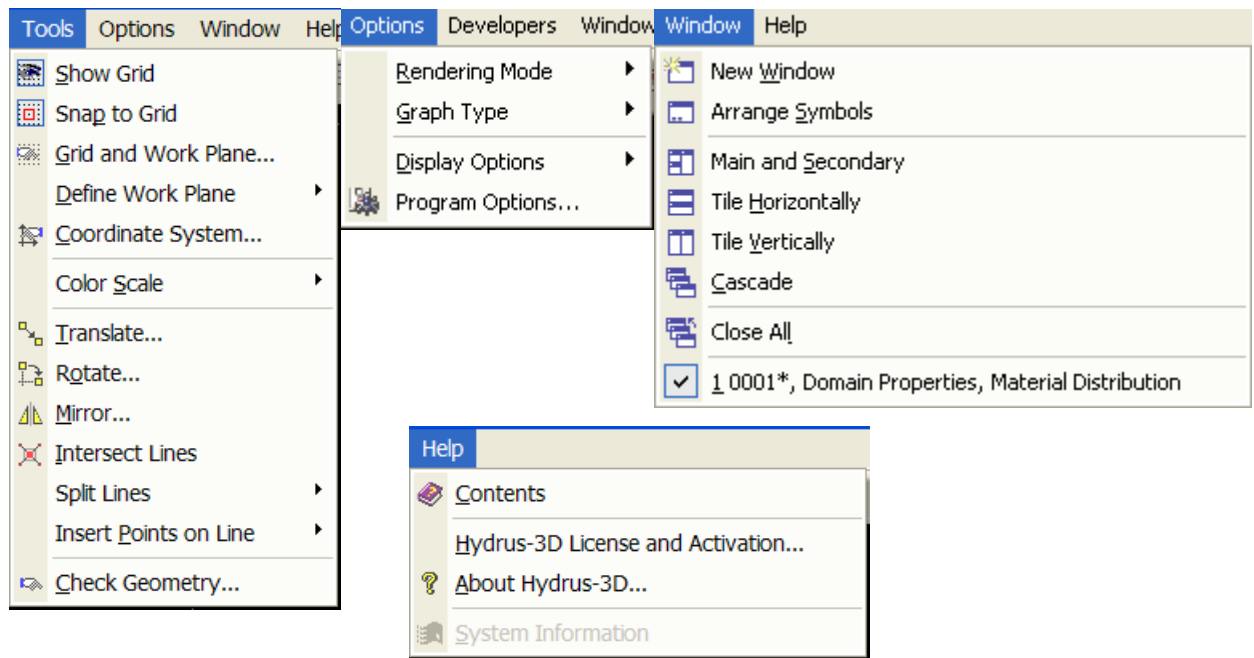 Tools Options Window Help
Show Grid
Snap to Grid
Grid and Work Plane...
Define Work Plane
Coordinate System...
Color Scale
Translate...
Rotate...
Mirror...
Intersect Lines
Split Lines
Insert Points on Line
Check Geometry...
Options Developers Window
Rendering Mode
Graph Type
Display Options
Program Options...
Window Help
New Window
Arrange Symbols
Main and Secondary
Tile Horizontally
Tile Vertically
Cascade
Close All
1 0001*, Domain Properties, Material Distribution
Help
Contents
Hydrus-3D License and Activation...
About Hydrus-3D...
System Information